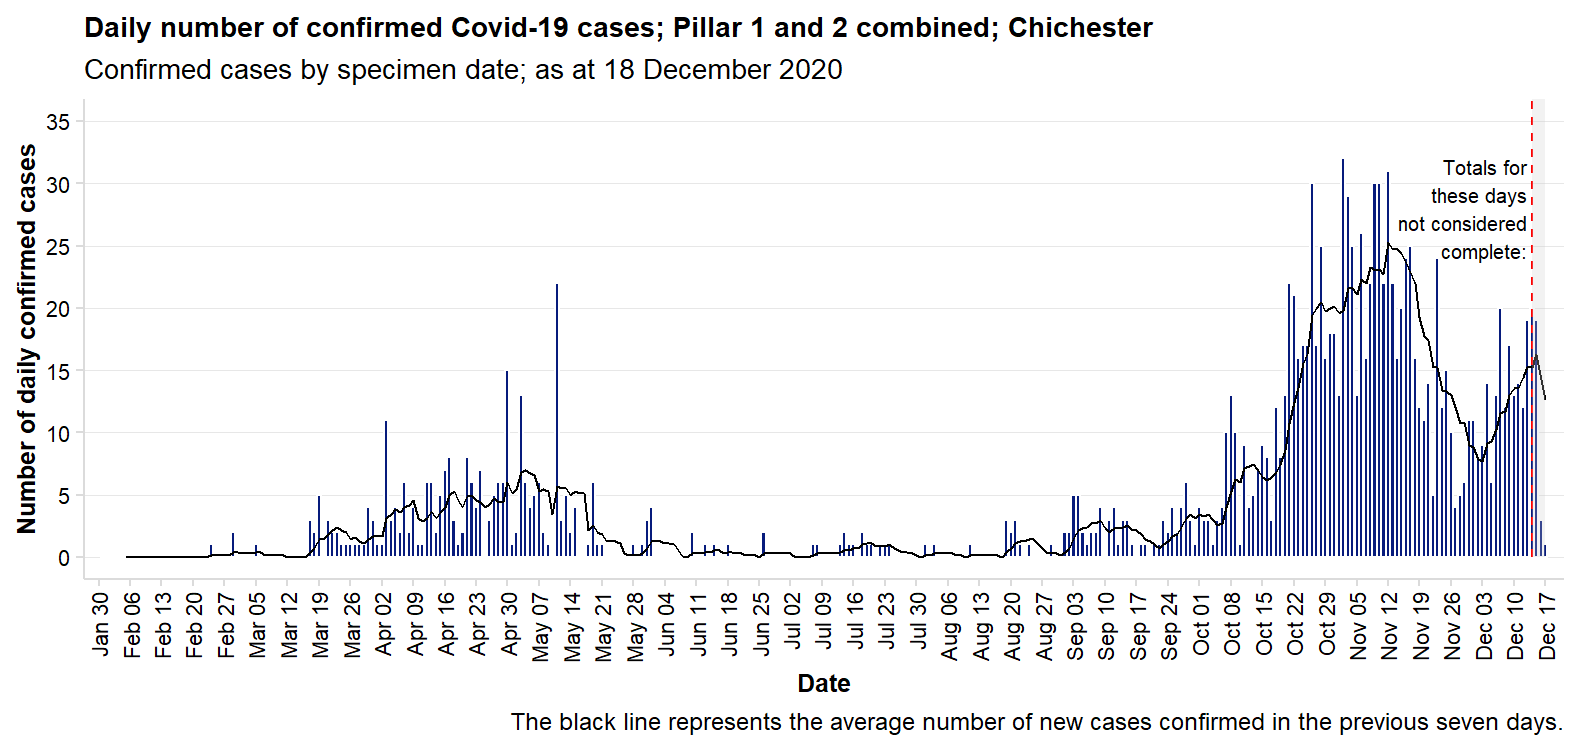 Daily number of confirmed Covid-19 cases; Pillar 1 and 2 combined; Chichester
Confirmed cases by specimen date; as at 18 December 2020
Number of daily confirmed cases
35
30
25
20
15
10
5
0
Totals for
these days
not considered
complete:
Jan 30
Feb 06
Feb 13
Feb 20
Feb 27
Mar 05
Mar 12
Mar 19
Mar 26
Apr 02
Apr 09
Apr 16
Apr 23
Apr 30
May 07
May 14
May 21
May 28
Jun 04
Jun 11
Jun 18
Jun 25
Jul 02
Jul 09
Jul 16
Jul 23
Jul 30
Aug 06
Aug 13
Aug 20
Aug 27
Sep 03
Sep 10
Sep 17
Sep 24
Oct 01
Oct 08
Oct 15
Oct 22
Oct 29
Nov 05
Nov 12
Nov 19
Nov 26
Dec 03
Dec 10
Dec 17
Date
The black line represents the average number of new cases confirmed in the previous seven days.